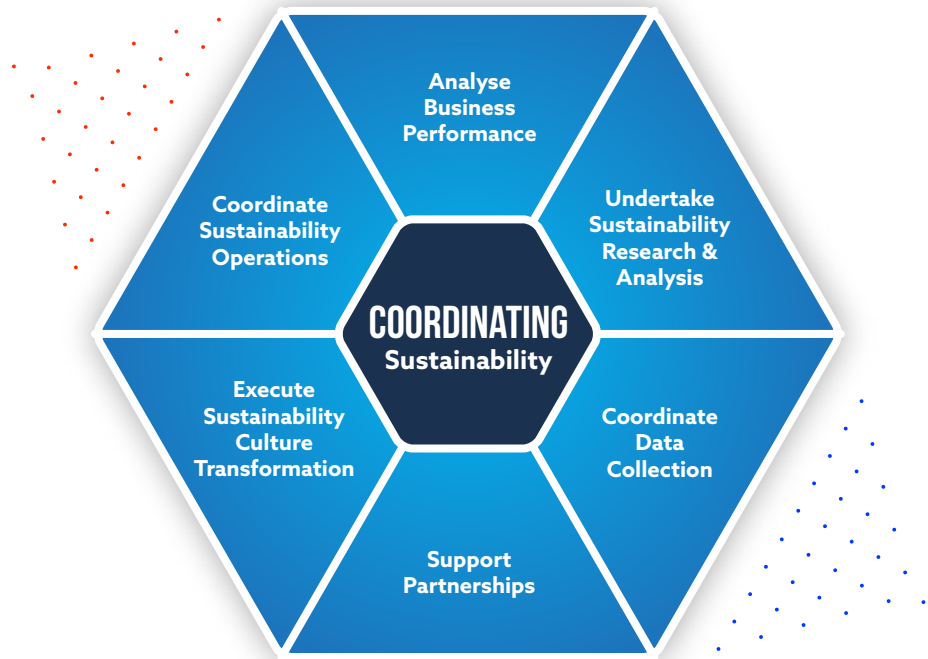 Analyse
Business
Performance
Undertake
Sustainability
Research &
Analysis
Coordinate
Data
Collection
Support
Partnerships
Execute
Sustainability
Culture
Transformation
Coordinate
Sustainability
Operations
COORDINATING
Sustainability